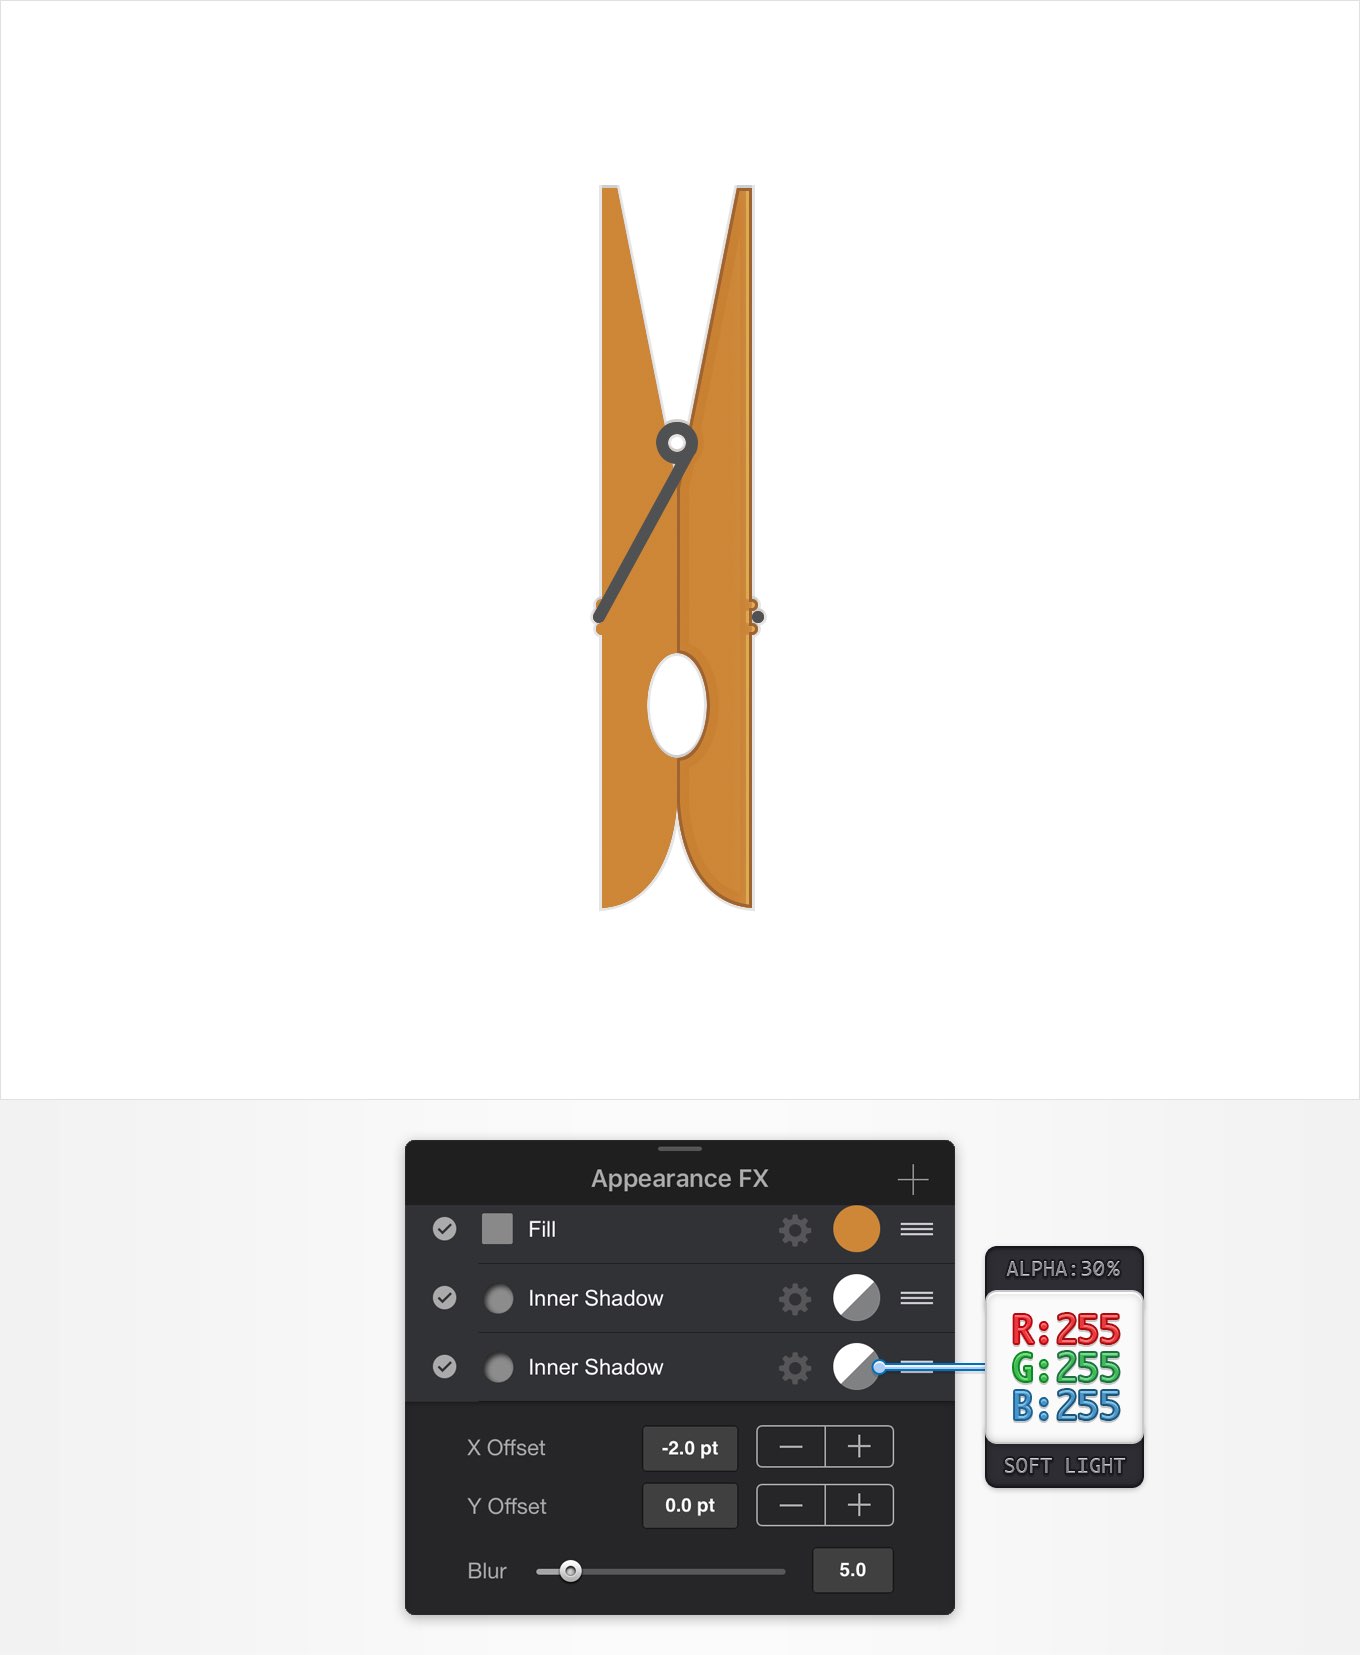 Appearance FX
Fill
Inner Shadow
Inner Shadow
X Offset -2.0 pt
Y Offset 0.0 pt
Blur 5.0
ALPHA:30%
R:255
G:255
B:255
SOFT LIGHT